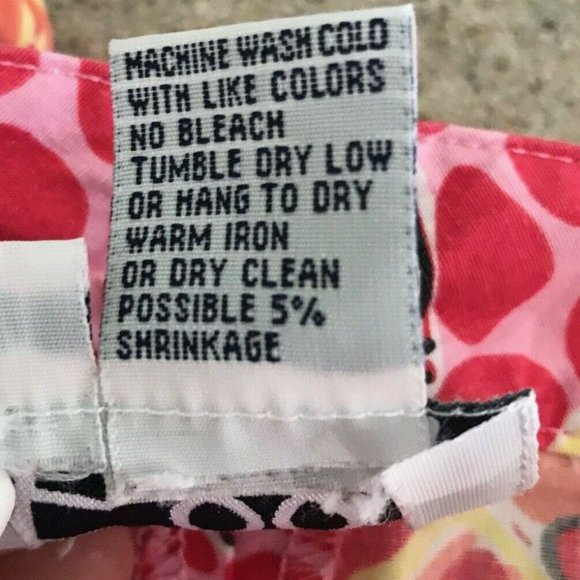 MACHINE WASH COLD
WITH LIKE COLORS
NO BLEACH
TUMBLE DRY LOW
OR HANG TO DRY
WARM IRON
OR DRY CLEAN
POSSIBLE 5%
SHRINKAGE